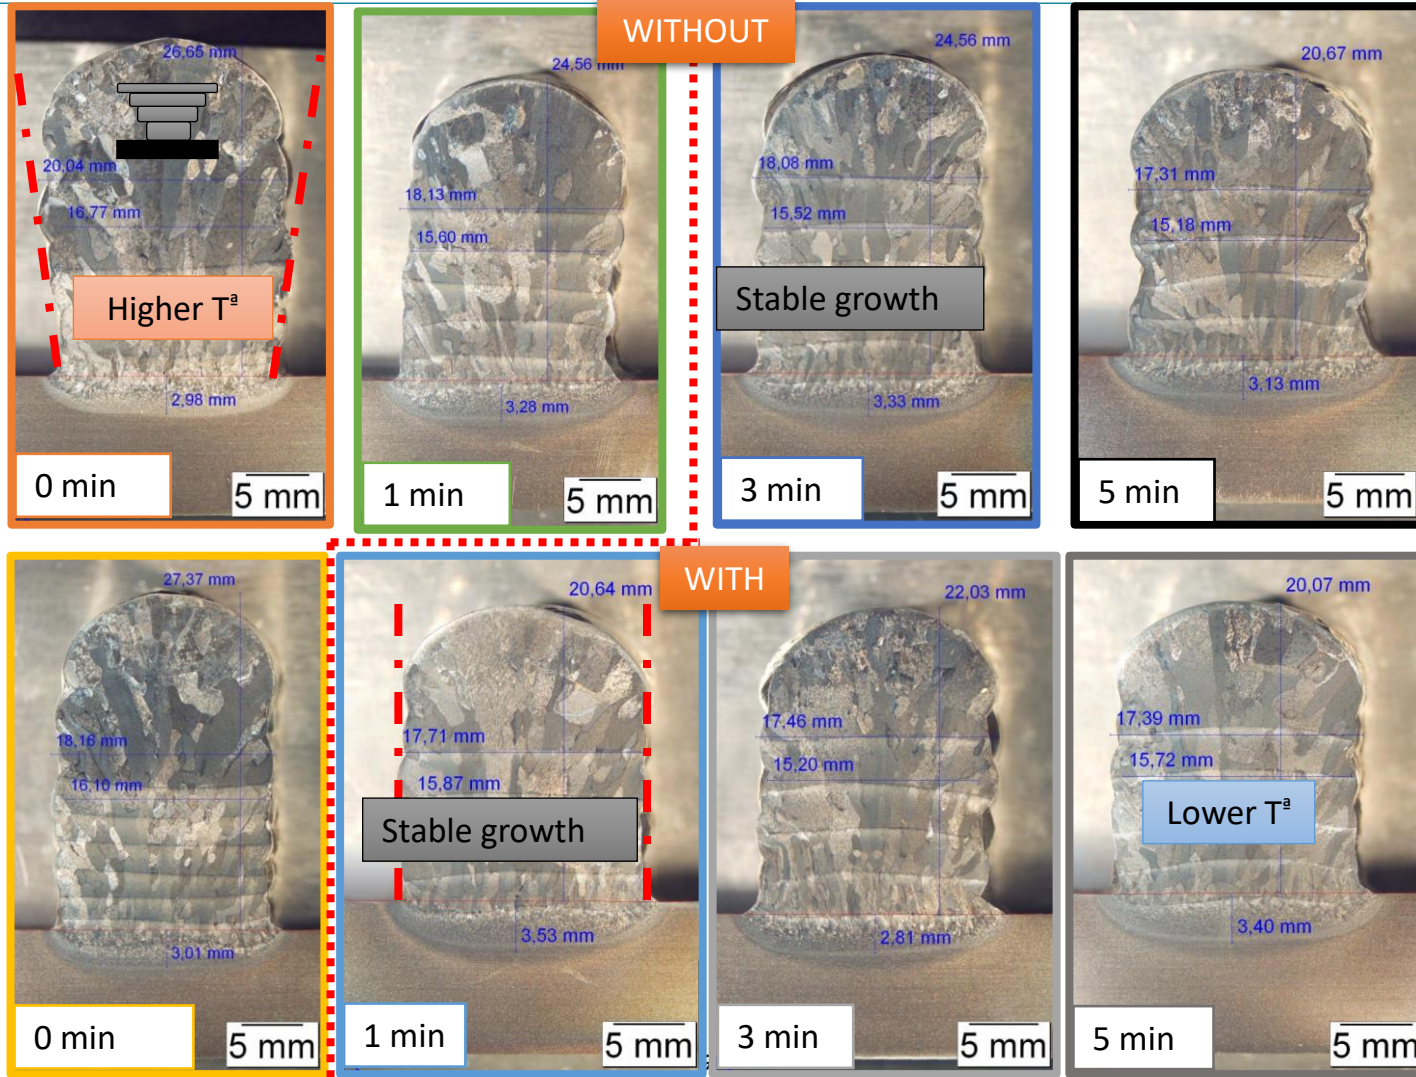 WITHOUT
26,65 mm
20,04 mm
16,77 mm
Higher Tª
2,98 mm
0 min
5 mm
24,56 mm
18,13 mm
15,60 mm
3,28 mm
1 min
5 mm
24,56 mm
18,08 mm
15,52 mm
Stable growth
3,33 mm
3 min
5 mm
20,67 mm
17,31 mm
15,18 mm
3,13 mm
5 min
5 mm
WITH
27,37 mm
18,16 mm
16,10 mm
3,01 mm
0 min
5 mm
20,64 mm
17,71 mm
15,87 mm
Stable growth
3,53 mm
1 min
5 mm
22,03 mm
17,46 mm
15,20 mm
2,81 mm
3 min
5 mm
20,07 mm
17,39 mm
15,72 mm
Lower Tª
3,40 mm
5 min
5 mm